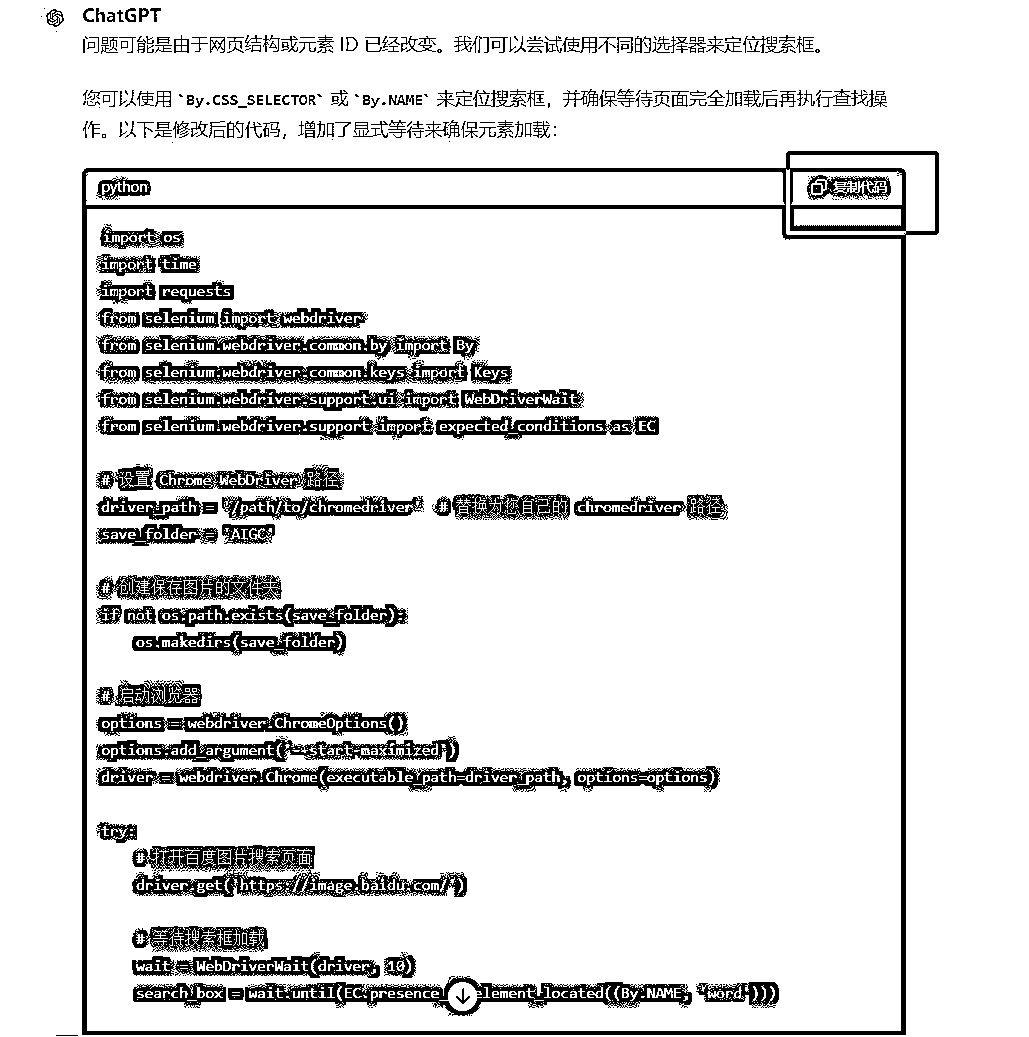 ChatGPT
问题可能是由于网页结构或元素 ID 已经改变。我们可以尝试使用不同的选择器来定位搜索框。
您可以使用 `By.CSS_SELECTOR` 或 `By.NAME` 来定位搜索框，并确保等待页面完全加载后再执行查找操
作。以下是修改后的代码，增加了显式等待来确保元素加载：
python
复制代码
import os
import time
import requests
from selenium import webdriver
from selenium.webdriver.common.by import By
from selenium.webdriver.common.keys import Keys
from selenium.webdriver.support.ui import WebDriverWait
from selenium.webdriver.support import expected_conditions as EC
# 设置 Chrome WebDriver 路径
driver_path = '/path/to/chromedriver'  # 替换为您自己的 chromedriver 路径
save_folder = 'AIGC'
# 创建保存图片的文件夹
if not os.path.exists(save_folder):
    os.makedirs(save_folder)
# 启动浏览器
options = webdriver.ChromeOptions()
options.add_argument('--start-maximized')
driver = webdriver.Chrome(executable_path=driver_path, options=options)
try:
    # 打开百度图片搜索页面
    driver.get('https://image.baidu.com/')
    # 等待搜索框加载
    wait = WebDriverWait(driver, 10)
    search_box = wait.until(EC.presence_ element_located((By.NAME, 'word')))